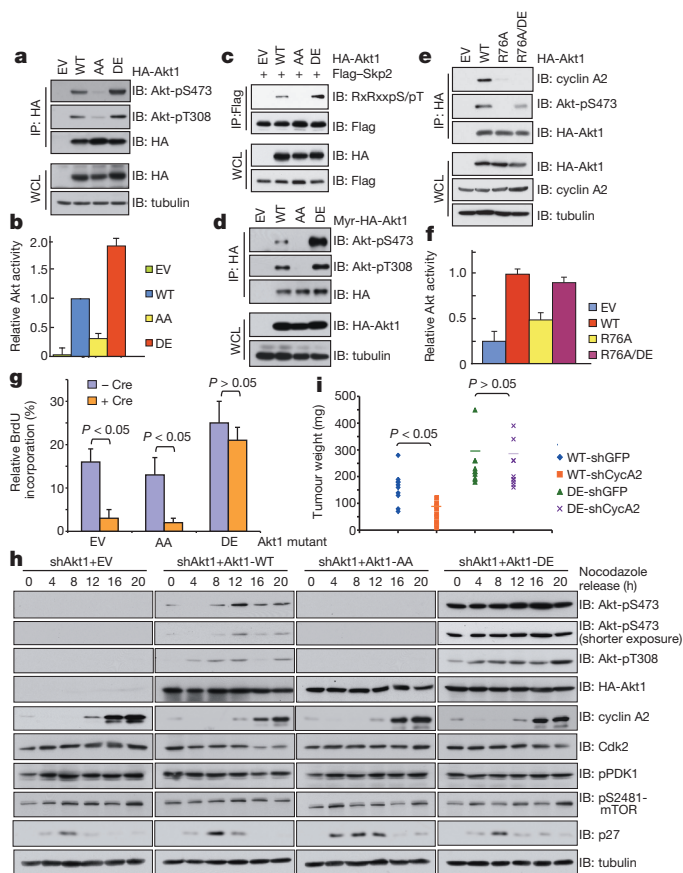 a
EV WT AA DE HA-Akt1
IP: HA
IB: Akt-pS473
IB: Akt-pT308
IB: HA
WCL
IB: HA
IB: tubulin
b
Relative Akt activity
2.0
1.5
1.0
0.5
0
EV
WT
AA
DE
c
EV WT AA DE HA-Akt1
+ + + + Flag–Skp2
IP:Flag
IB: RxRxxpS/pT
IB: Flag
WCL
IB: HA
IB: Flag
d
EV WT AA DE Myr-HA-Akt1
IP: HA
IB: Akt-pS473
IB: Akt-pT308
IB: HA
WCL
IB: HA-Akt1
IB: tubulin
e
EV WT R76A R76A/DE HA-Akt1
IP: HA
IB: cyclin A2
IB: Akt-pS473
IB: HA-Akt1
WCL
IB: HA-Akt1
IB: cyclin A2
IB: tubulin
f
Relative Akt activity
1.0
0.5
0
EV
WT
R76A
R76A/DE
g
Relative BrdU
incorporation (%)
40
30
20
10
0
– Cre
+ Cre
P < 0.05
P < 0.05
P > 0.05
EV AA DE Akt1 mutant
i
Tumour weight (mg)
500
400
300
200
100
0
P < 0.05
P > 0.05
WT-shGFP
WT-shCycA2
DE-shGFP
DE-shCycA2
h
shAkt1+EV shAkt1+Akt1-WT shAkt1+Akt1-AA shAkt1+Akt1-DE
0 4 8 12 16 20 0 4 8 12 16 20 0 4 8 12 16 20 0 4 8 12 16 20 Nocodazole
release (h)
IB: Akt-pS473
IB: Akt-pS473
(shorter exposure)
IB: Akt-pT308
IB: HA-Akt1
IB: cyclin A2
IB: Cdk2
IB: pPDK1
IB: pS2481-
mTOR
IB: p27
IB: tubulin